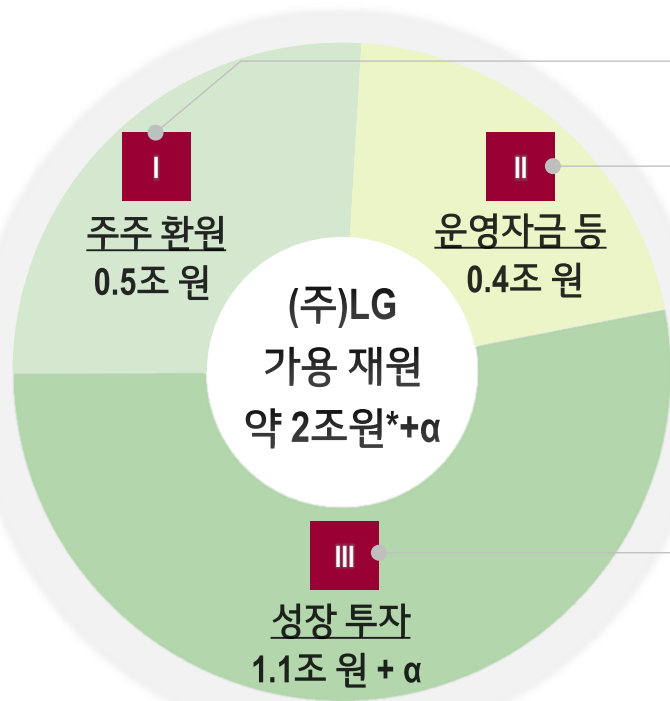 I
주주 환원
0.5조 원
II
운영자금 등
0.4조 원
(주)LG
가용 재원
약 2조원*+α
III
성장 투자
1.1조 원 + α